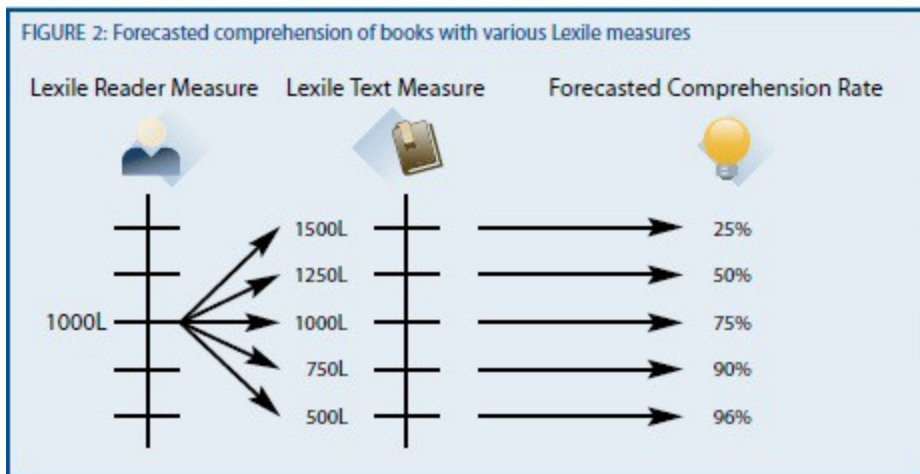 FIGURE 2: Forecasted comprehension of books with various Lexile measures
Lexile Reader Measure Lexile Text Measure Forecasted Comprehension Rate
1500L 25%
1250L 50%
1000L 1000L 75%
750L 90%
500L 96%